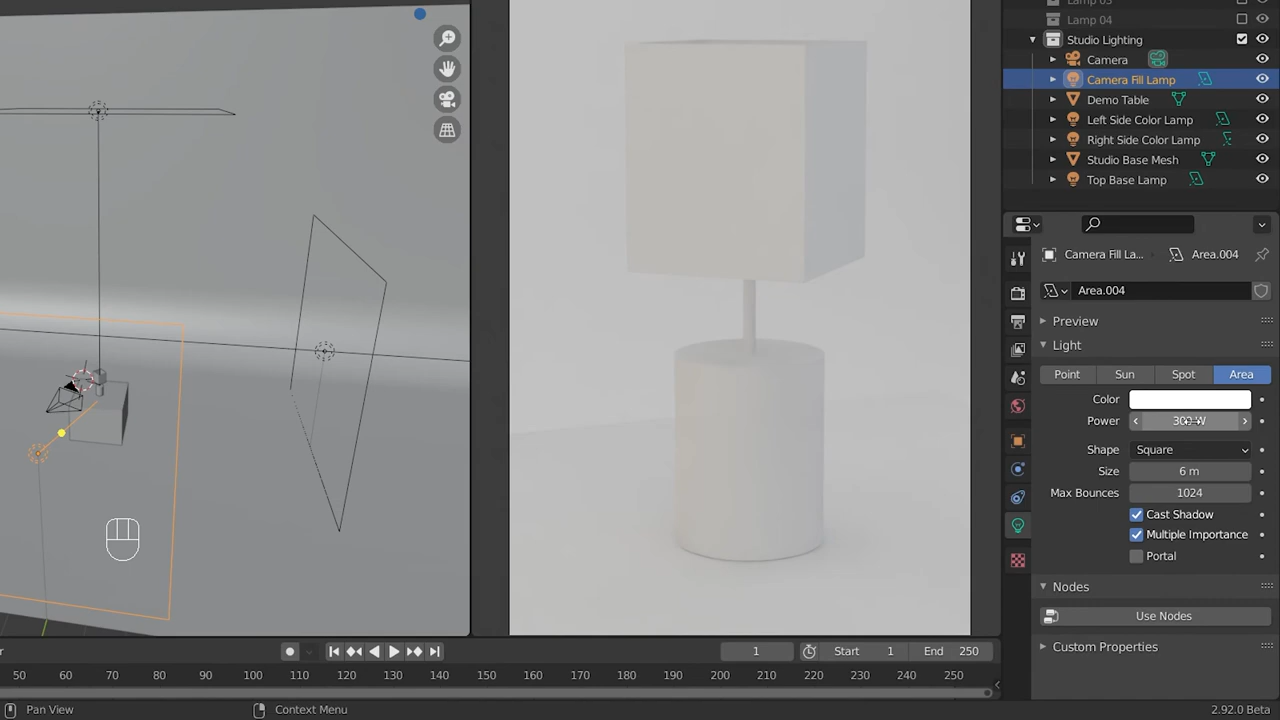 Lamp 03
Lamp 04
Studio Lighting
Camera
Camera Fill Lamp
Demo Table
Left Side Color Lamp
Right Side Color Lamp
Studio Base Mesh
Top Base Lamp
Camera Fill La... Area.004
Area.004
Preview
Light
Point Sun Spot Area
Color
Power 300 W
Shape Square
Size 6 m
Max Bounces 1024
Cast Shadow
Multiple Importance
Portal
Nodes
Use Nodes
Custom Properties
1 Start 1 End 250
50 60 70 80 90 100 110 120 130 140 150 160 170 180 190 200 210 220 230 240 250
Pan View Context Menu 2.92.0 Beta